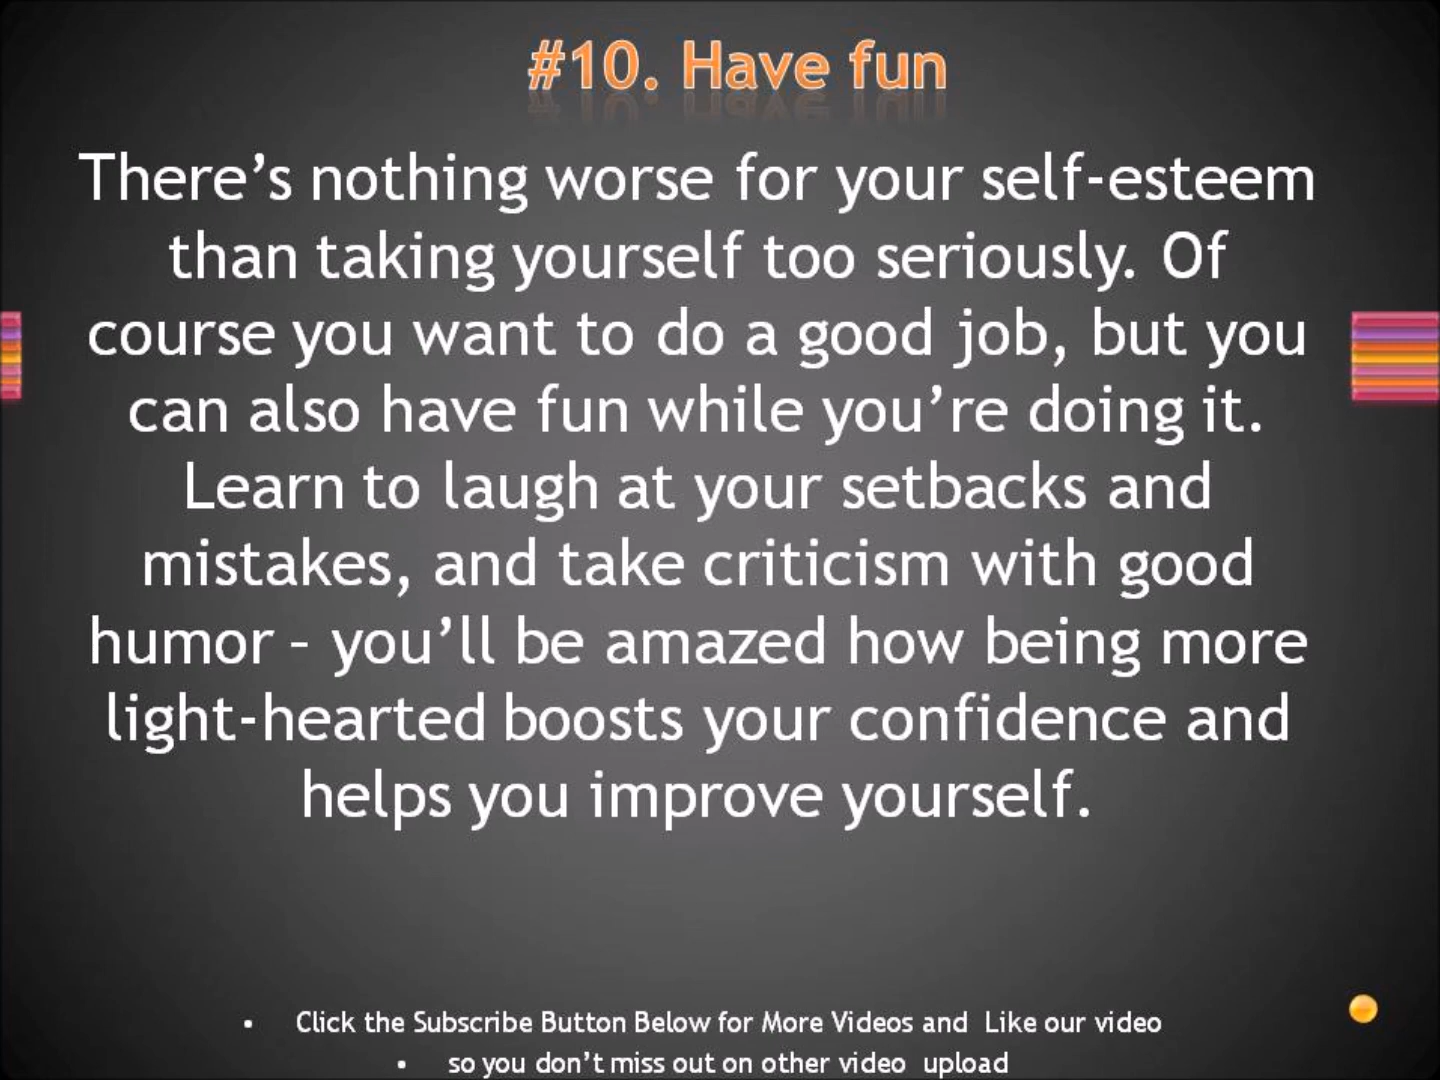 #10. Have fun
There’s nothing worse for your self-esteem
than taking yourself too seriously. Of
course you want to do a good job, but you
can also have fun while you’re doing it.
Learn to laugh at your setbacks and
mistakes, and take criticism with good
humor – you’ll be amazed how being more
light-hearted boosts your confidence and
helps you improve yourself.
• Click the Subscribe Button Below for More Videos and Like our video
• so you don’t miss out on other video upload